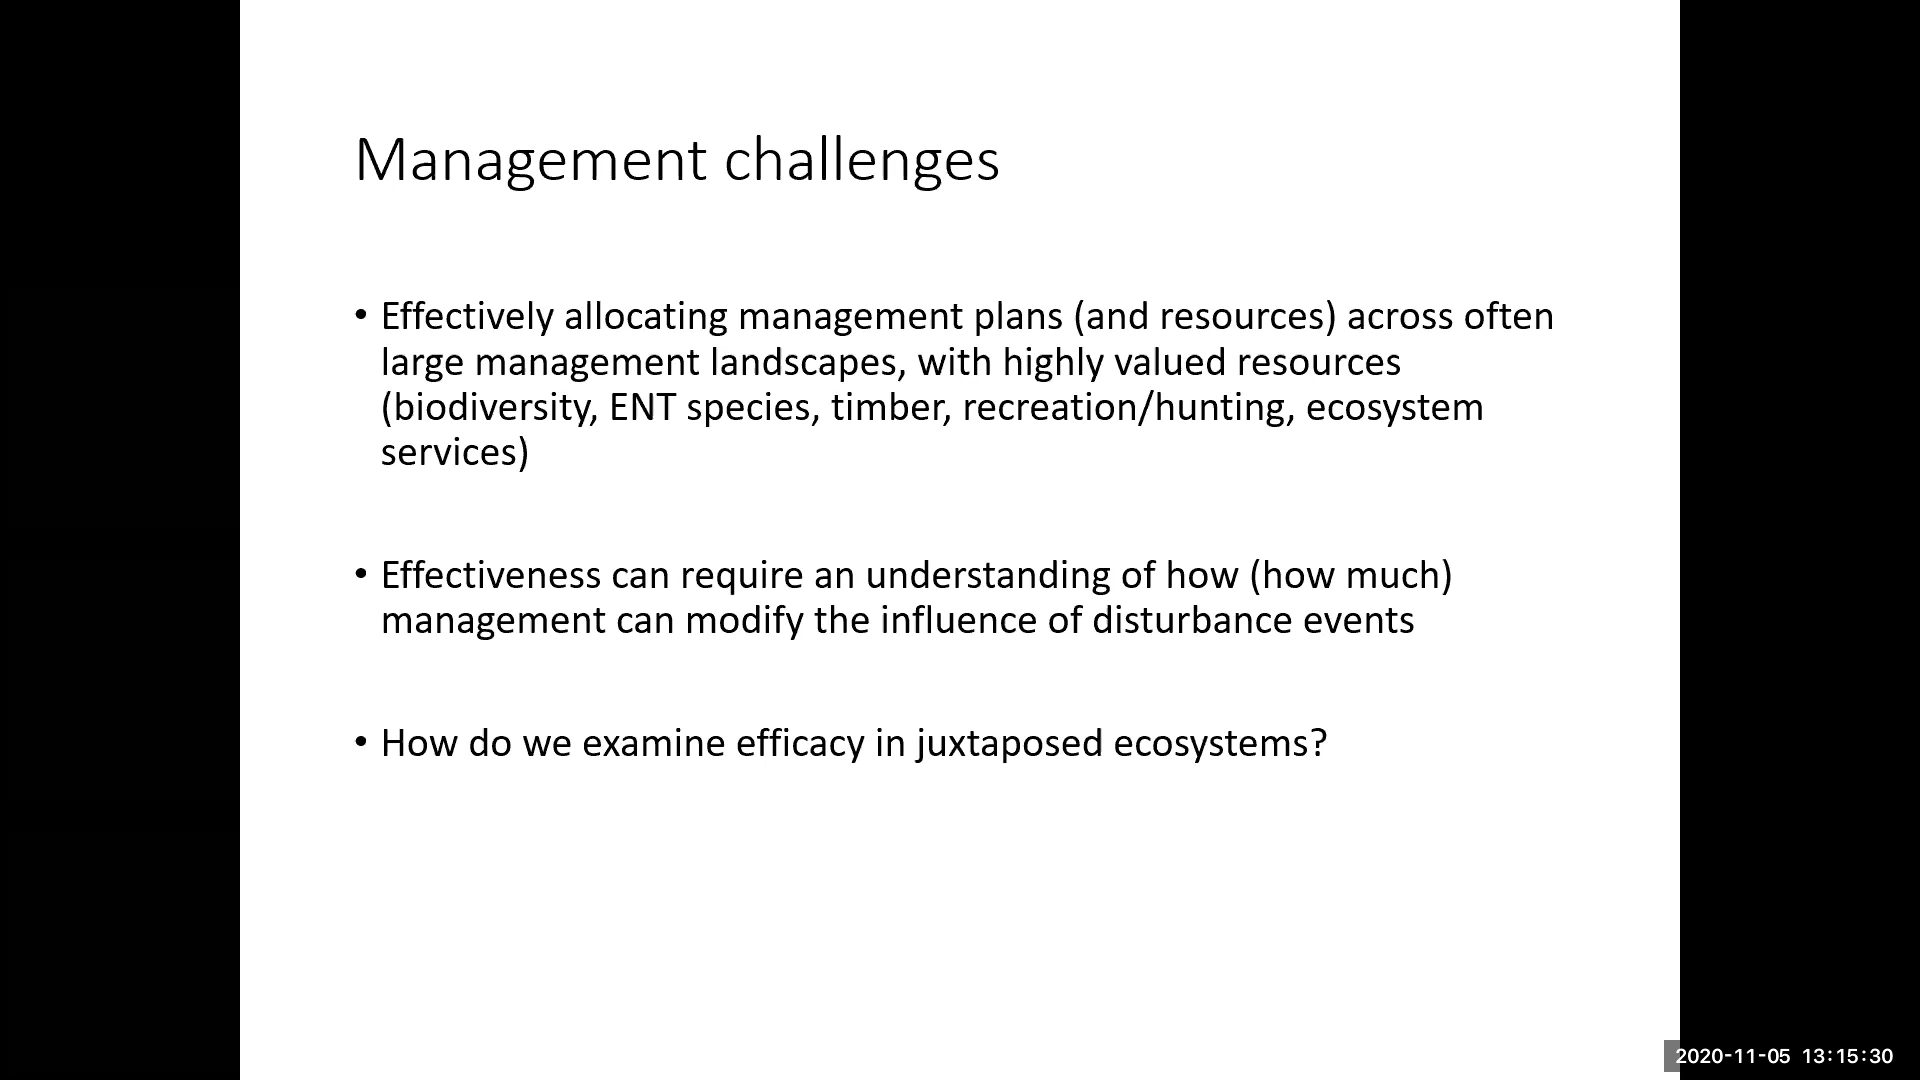 Management challenges
• Effectively allocating management plans (and resources) across often
large management landscapes, with highly valued resources
(biodiversity, ENT species, timber, recreation/hunting, ecosystem
services)
• Effectiveness can require an understanding of how (how much)
management can modify the influence of disturbance events
• How do we examine efficacy in juxtaposed ecosystems?
2020-11-05 13:15:30